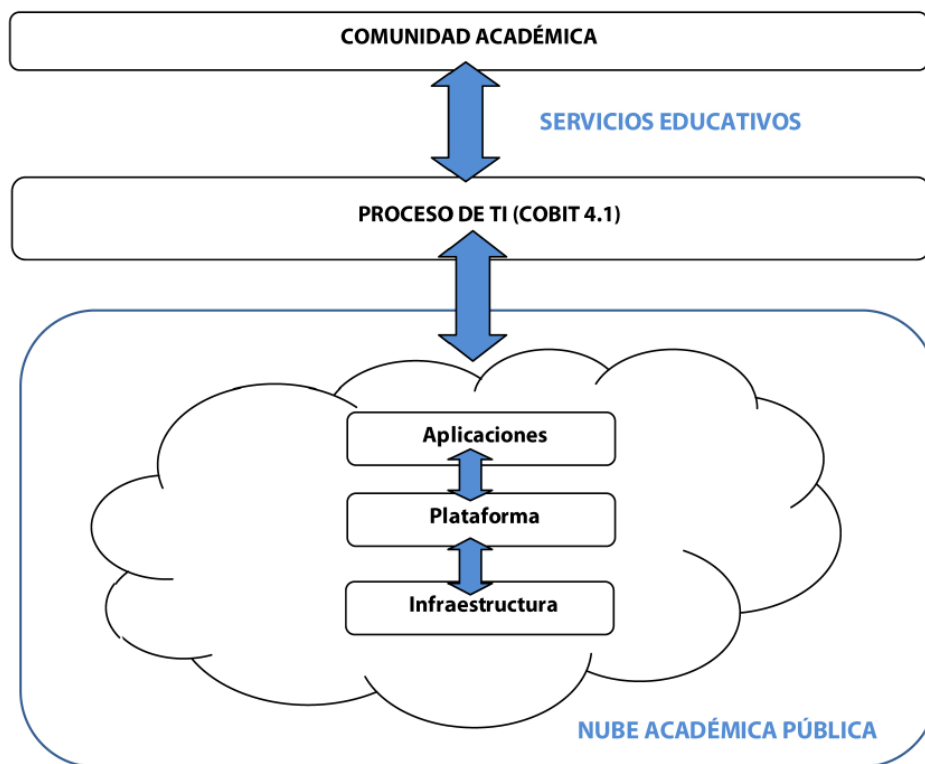 COMUNIDAD ACADÉMICA
SERVICIOS EDUCATIVOS
PROCESO DE TI (COBIT 4.1)
Aplicaciones
Plataforma
Infraestructura
NUBE ACADÉMICA PÚBLICA